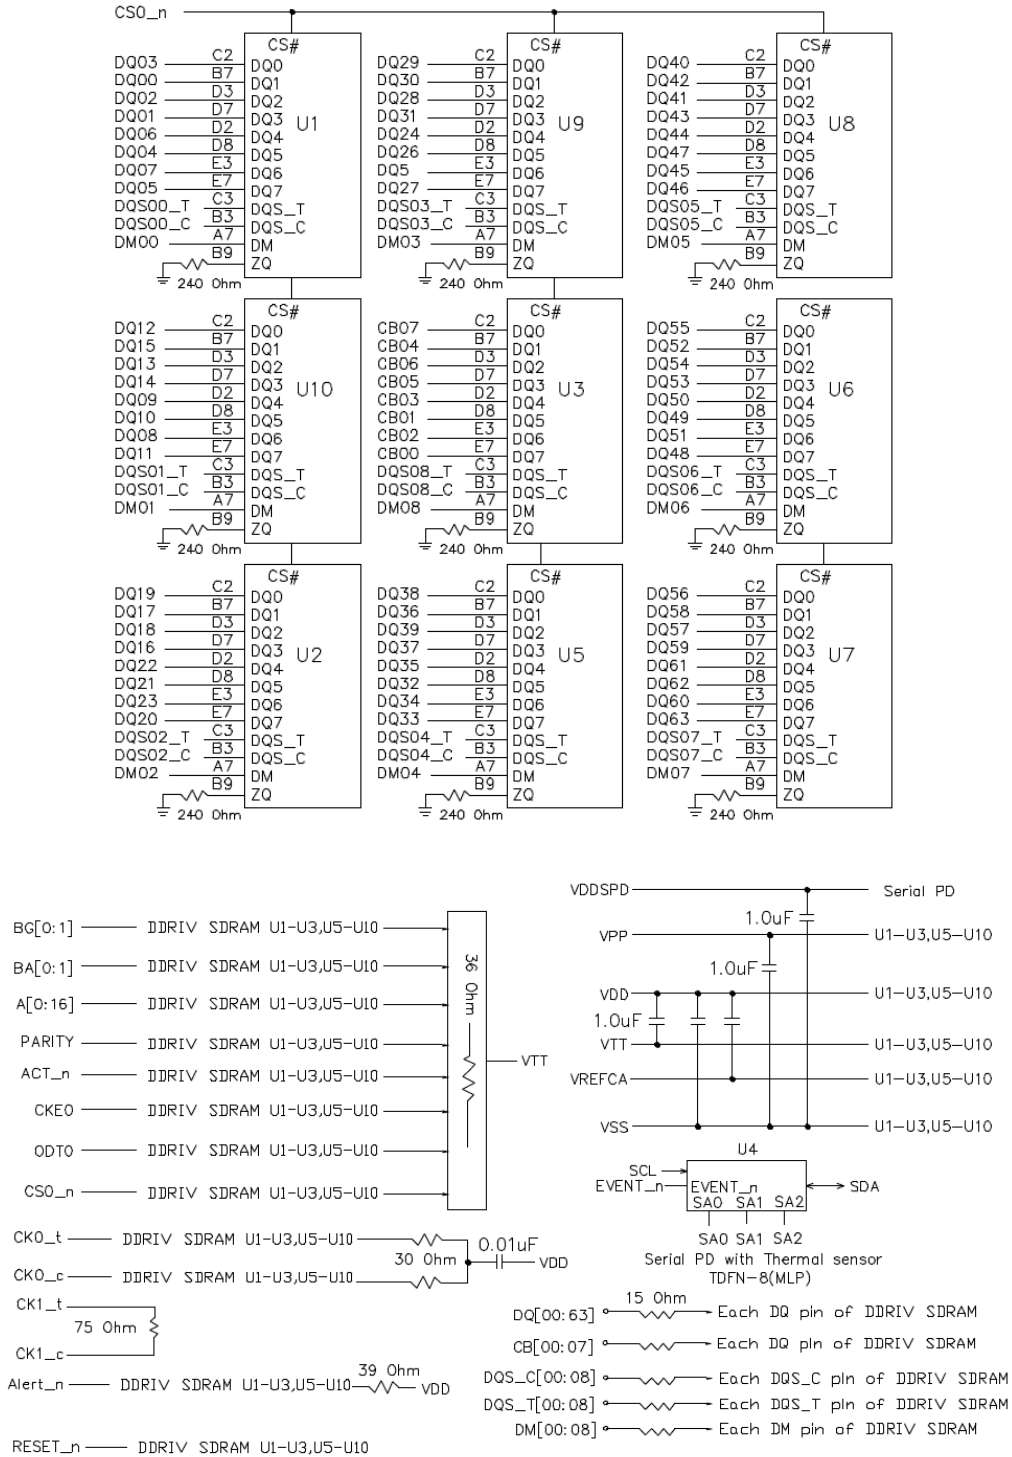 CS0_n
CS#
DQ03 C2 DQ0
DQ00 B7 DQ1
DQ02 D3 DQ2
DQ01 D7 DQ3
DQ06 D2 DQ4
DQ04 D8 DQ5
DQ07 E3 DQ6
DQ05 E7 DQ7
DQS00_T C3 DQS_T
DQS00_C B3 DQS_C
DM00 A7 DM
B9 ZQ
240 Ohm
U1
CS#
DQ29 C2 DQ0
DQ30 B7 DQ1
DQ28 D3 DQ2
DQ31 D7 DQ3
DQ24 D2 DQ4
DQ26 D8 DQ5
DQ5 E3 DQ6
DQ27 E7 DQ7
DQS03_T C3 DQS_T
DQS03_C B3 DQS_C
DM03 A7 DM
B9 ZQ
240 Ohm
U9
CS#
DQ40 C2 DQ0
DQ42 B7 DQ1
DQ41 D3 DQ2
DQ43 D7 DQ3
DQ44 D2 DQ4
DQ47 D8 DQ5
DQ45 E3 DQ6
DQ46 E7 DQ7
DQS05_T C3 DQS_T
DQS05_C B3 DQS_C
DM05 A7 DM
B9 ZQ
240 Ohm
U8
CS#
DQ12 C2 DQ0
DQ15 B7 DQ1
DQ13 D3 DQ2
DQ14 D7 DQ3
DQ09 D2 DQ4
DQ10 D8 DQ5
DQ08 E3 DQ6
DQ11 E7 DQ7
DQS01_T C3 DQS_T
DQS01_C B3 DQS_C
DM01 A7 DM
B9 ZQ
240 Ohm
U10
CS#
CB07 C2 DQ0
CB04 B7 DQ1
CB06 D3 DQ2
CB05 D7 DQ3
CB03 D2 DQ4
CB01 D8 DQ5
CB02 E3 DQ6
CB00 E7 DQ7
DQS08_T C3 DQS_T
DQS08_C B3 DQS_C
DM08 A7 DM
B9 ZQ
240 Ohm
U3
CS#
DQ55 C2 DQ0
DQ52 B7 DQ1
DQ54 D3 DQ2
DQ53 D7 DQ3
DQ50 D2 DQ4
DQ49 D8 DQ5
DQ51 E3 DQ6
DQ48 E7 DQ7
DQS06_T C3 DQS_T
DQS06_C B3 DQS_C
DM06 A7 DM
B9 ZQ
240 Ohm
U6
CS#
DQ19 C2 DQ0
DQ17 B7 DQ1
DQ18 D3 DQ2
DQ16 D7 DQ3
DQ22 D2 DQ4
DQ21 D8 DQ5
DQ23 E3 DQ6
DQ20 E7 DQ7
DQS02_T C3 DQS_T
DQS02_C B3 DQS_C
DM02 A7 DM
B9 ZQ
240 Ohm
U2
CS#
DQ38 C2 DQ0
DQ36 B7 DQ1
DQ39 D3 DQ2
DQ37 D7 DQ3
DQ35 D2 DQ4
DQ32 D8 DQ5
DQ34 E3 DQ6
DQ33 E7 DQ7
DQS04_T C3 DQS_T
DQS04_C B3 DQS_C
DM04 A7 DM
B9 ZQ
240 Ohm
U5
CS#
DQ56 C2 DQ0
DQ58 B7 DQ1
DQ57 D3 DQ2
DQ59 D7 DQ3
DQ61 D2 DQ4
DQ62 D8 DQ5
DQ60 E3 DQ6
DQ63 E7 DQ7
DQS07_T C3 DQS_T
DQS07_C B3 DQS_C
DM07 A7 DM
B9 ZQ
240 Ohm
U7
BG[0:1] DDRIV SDRAM U1-U3,U5-U10
BA[0:1] DDRIV SDRAM U1-U3,U5-U10
A[0:16] DDRIV SDRAM U1-U3,U5-U10
PARITY DDRIV SDRAM U1-U3,U5-U10
ACT_n DDRIV SDRAM U1-U3,U5-U10
CKE0 DDRIV SDRAM U1-U3,U5-U10
ODT0 DDRIV SDRAM U1-U3,U5-U10
CS0_n DDRIV SDRAM U1-U3,U5-U10
36 Ohm
VTT
CK0_t DDRIV SDRAM U1-U3,U5-U10
30 Ohm
0.01uF
VDD
CK0_c DDRIV SDRAM U1-U3,U5-U10
CK1_t
75 Ohm
CK1_c
Alert_n DDRIV SDRAM U1-U3,U5-U10 39 Ohm VDD
RESET_n DDRIV SDRAM U1-U3,U5-U10
VDDSPD Serial PD
1.0uF
VPP U1-U3,U5-U10
1.0uF
VDD U1-U3,U5-U10
1.0uF
VTT U1-U3,U5-U10
VREFCA U1-U3,U5-U10
VSS U1-U3,U5-U10
U4
SCL
EVENT_n EVENT_n SDA
SA0 SA1 SA2
SA0 SA1 SA2
Serial PD with Thermal sensor
TDFN-8(MLP)
15 Ohm
DQ[00:63] Each DQ pin of DDRIV SDRAM
CB[00:07] Each DQ pin of DDRIV SDRAM
DQS_C[00:08] Each DQS_C pin of DDRIV SDRAM
DQS_T[00:08] Each DQS_T pin of DDRIV SDRAM
DM[00:08] Each DM pin of DDRIV SDRAM